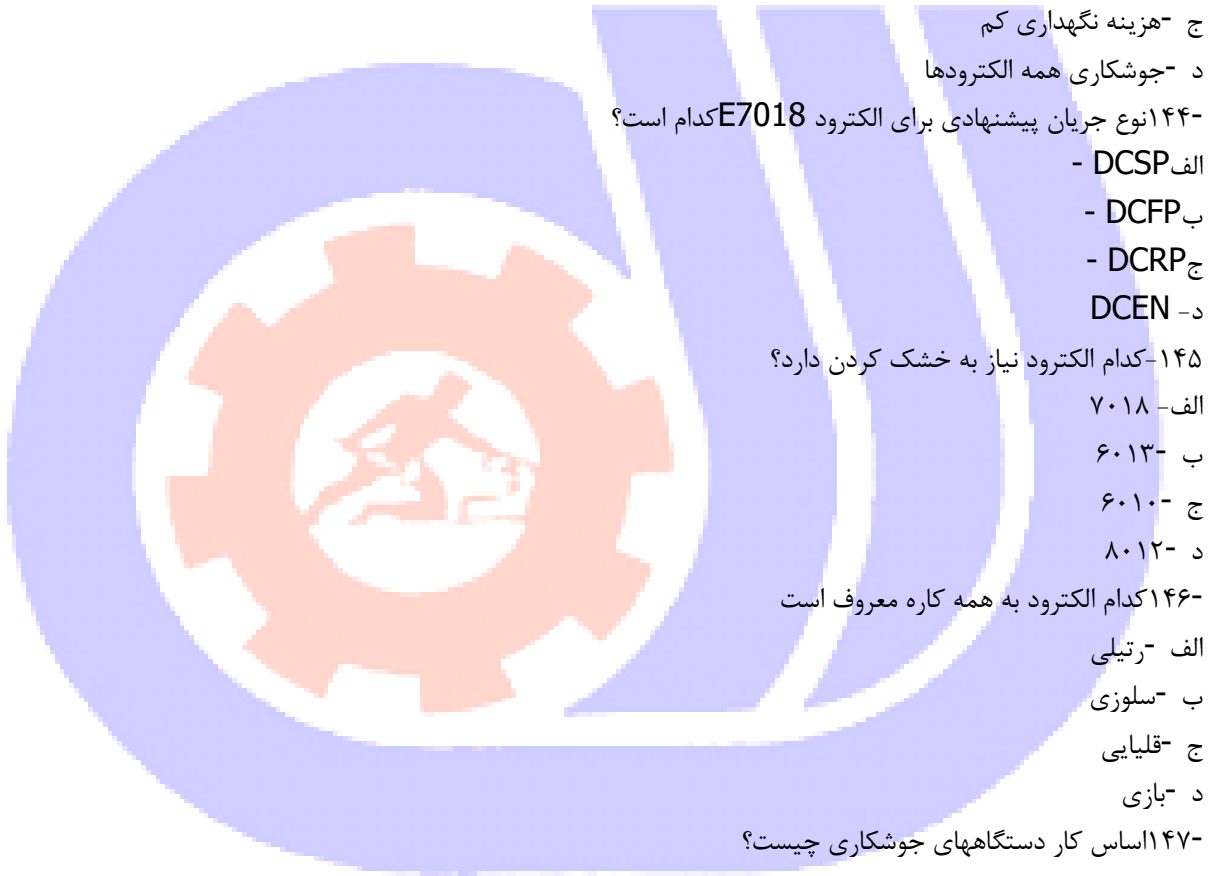 ج -هزینه نگهداری کم
د -جوشکاری همه الکترودها
-۱۴۴نوع جریان پیشنهادی برای الکترود E7018کدام است؟
الفDCSP -
بDCFP -
جDCRP -
د- DCEN
۱۴۵-کدام الکترود نیاز به خشک کردن دارد؟
الف- ۷۰۱۸
ب -۶۰۱۳
ج -۶۰۱۰
د -۸۰۱۲
-۱۴۶کدام الکترود به همه کاره معروف است
الف -رتیلی
ب -سلوزی
ج -قلیایی
د -بازی
-۱۴۷اساس کار دستگاههای جوشکاری چیست؟